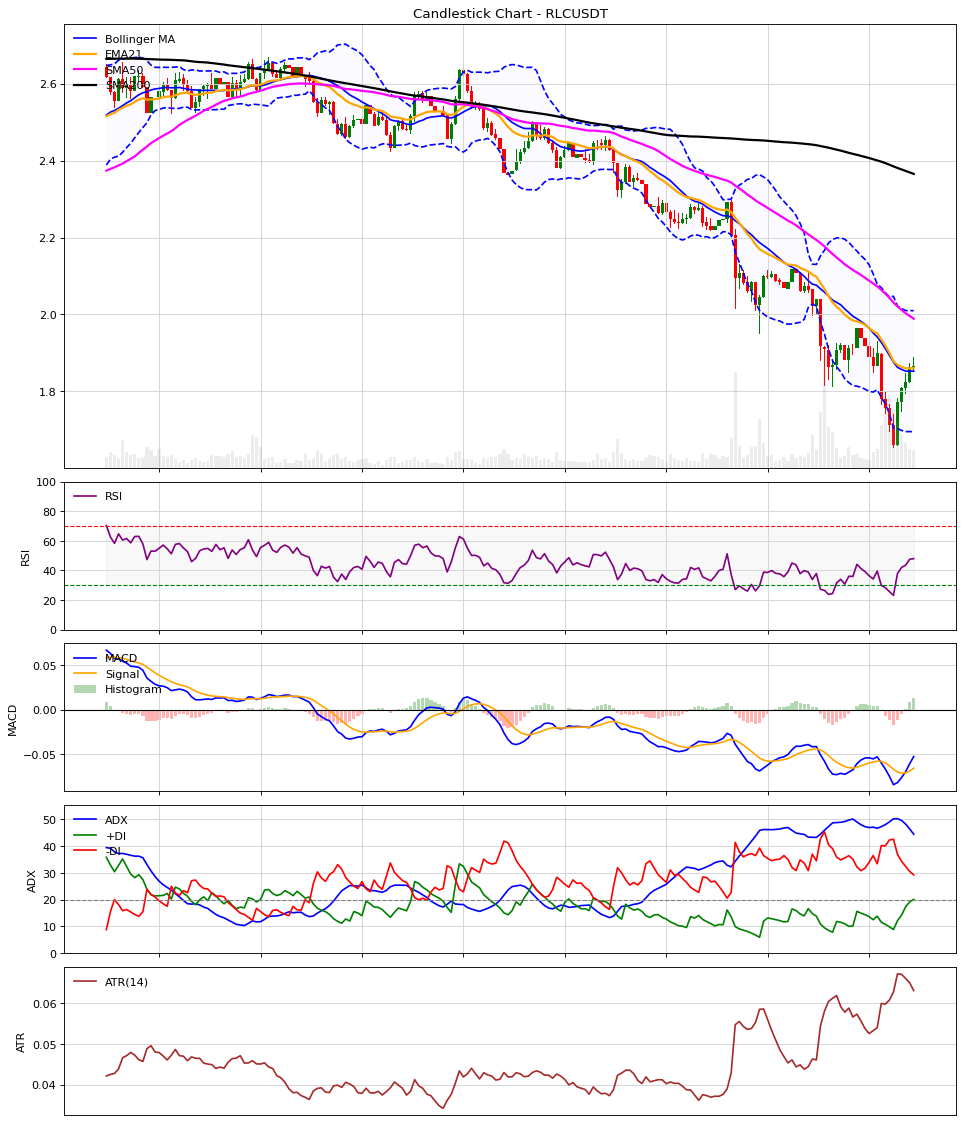 Candlestick Chart - RLCUSDT
Bollinger MA
EMA21
SMA50
SMA200
2.6
2.4
2.2
2.0
1.8
RSI
100
80
60
40
20
0
RSI
MACD
Signal
Histogram
0.05
0.00
−0.05
MACD
ADX
+DI
-DI
50
40
30
20
10
0
ADX
ATR(14)
0.06
0.05
0.04
ATR